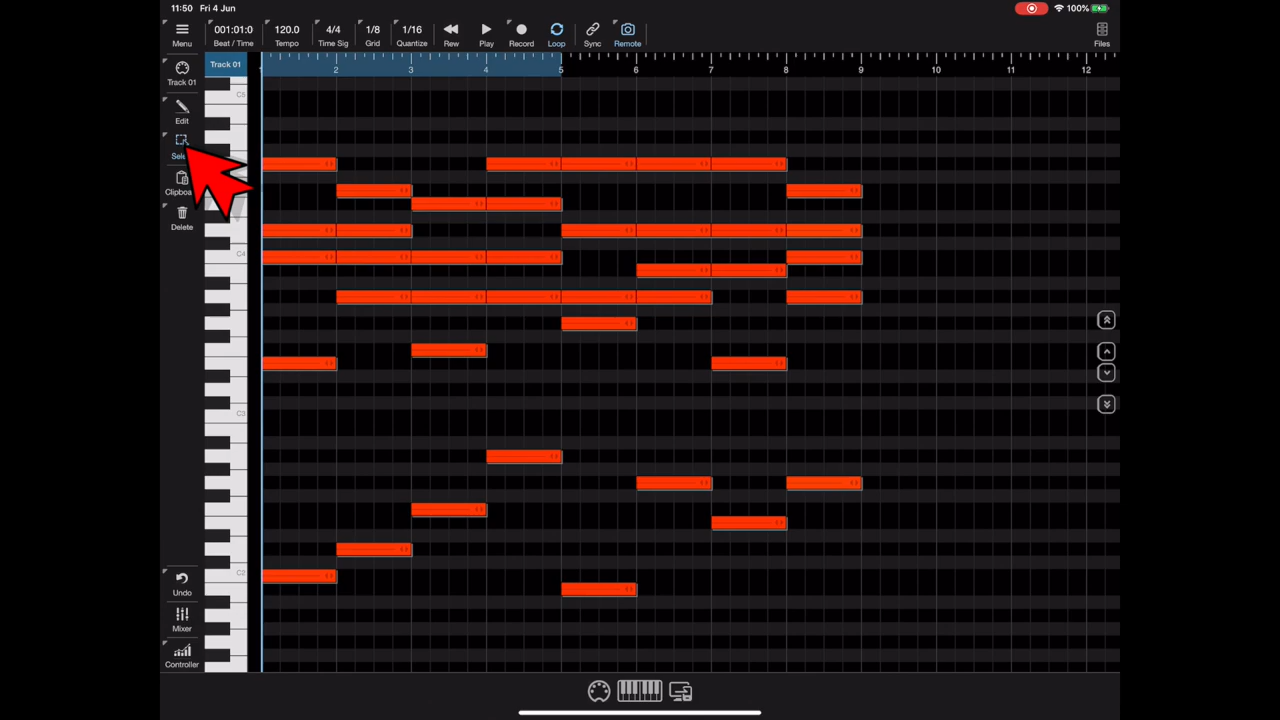 11:50 Fri 4 Jun 100%
001:01:0 120.0 4/4 1/8 1/16
Menu Beat / Time Tempo Time Sig Grid Quantize Rew Play Record Loop Sync Remote Files
Track 01
1 2 3 4 5 6 7 8 9 10 11 12
Track 01
C5
Edit
Clipboa
Delete
C4
C3
C2
Undo
Mixer
Controller